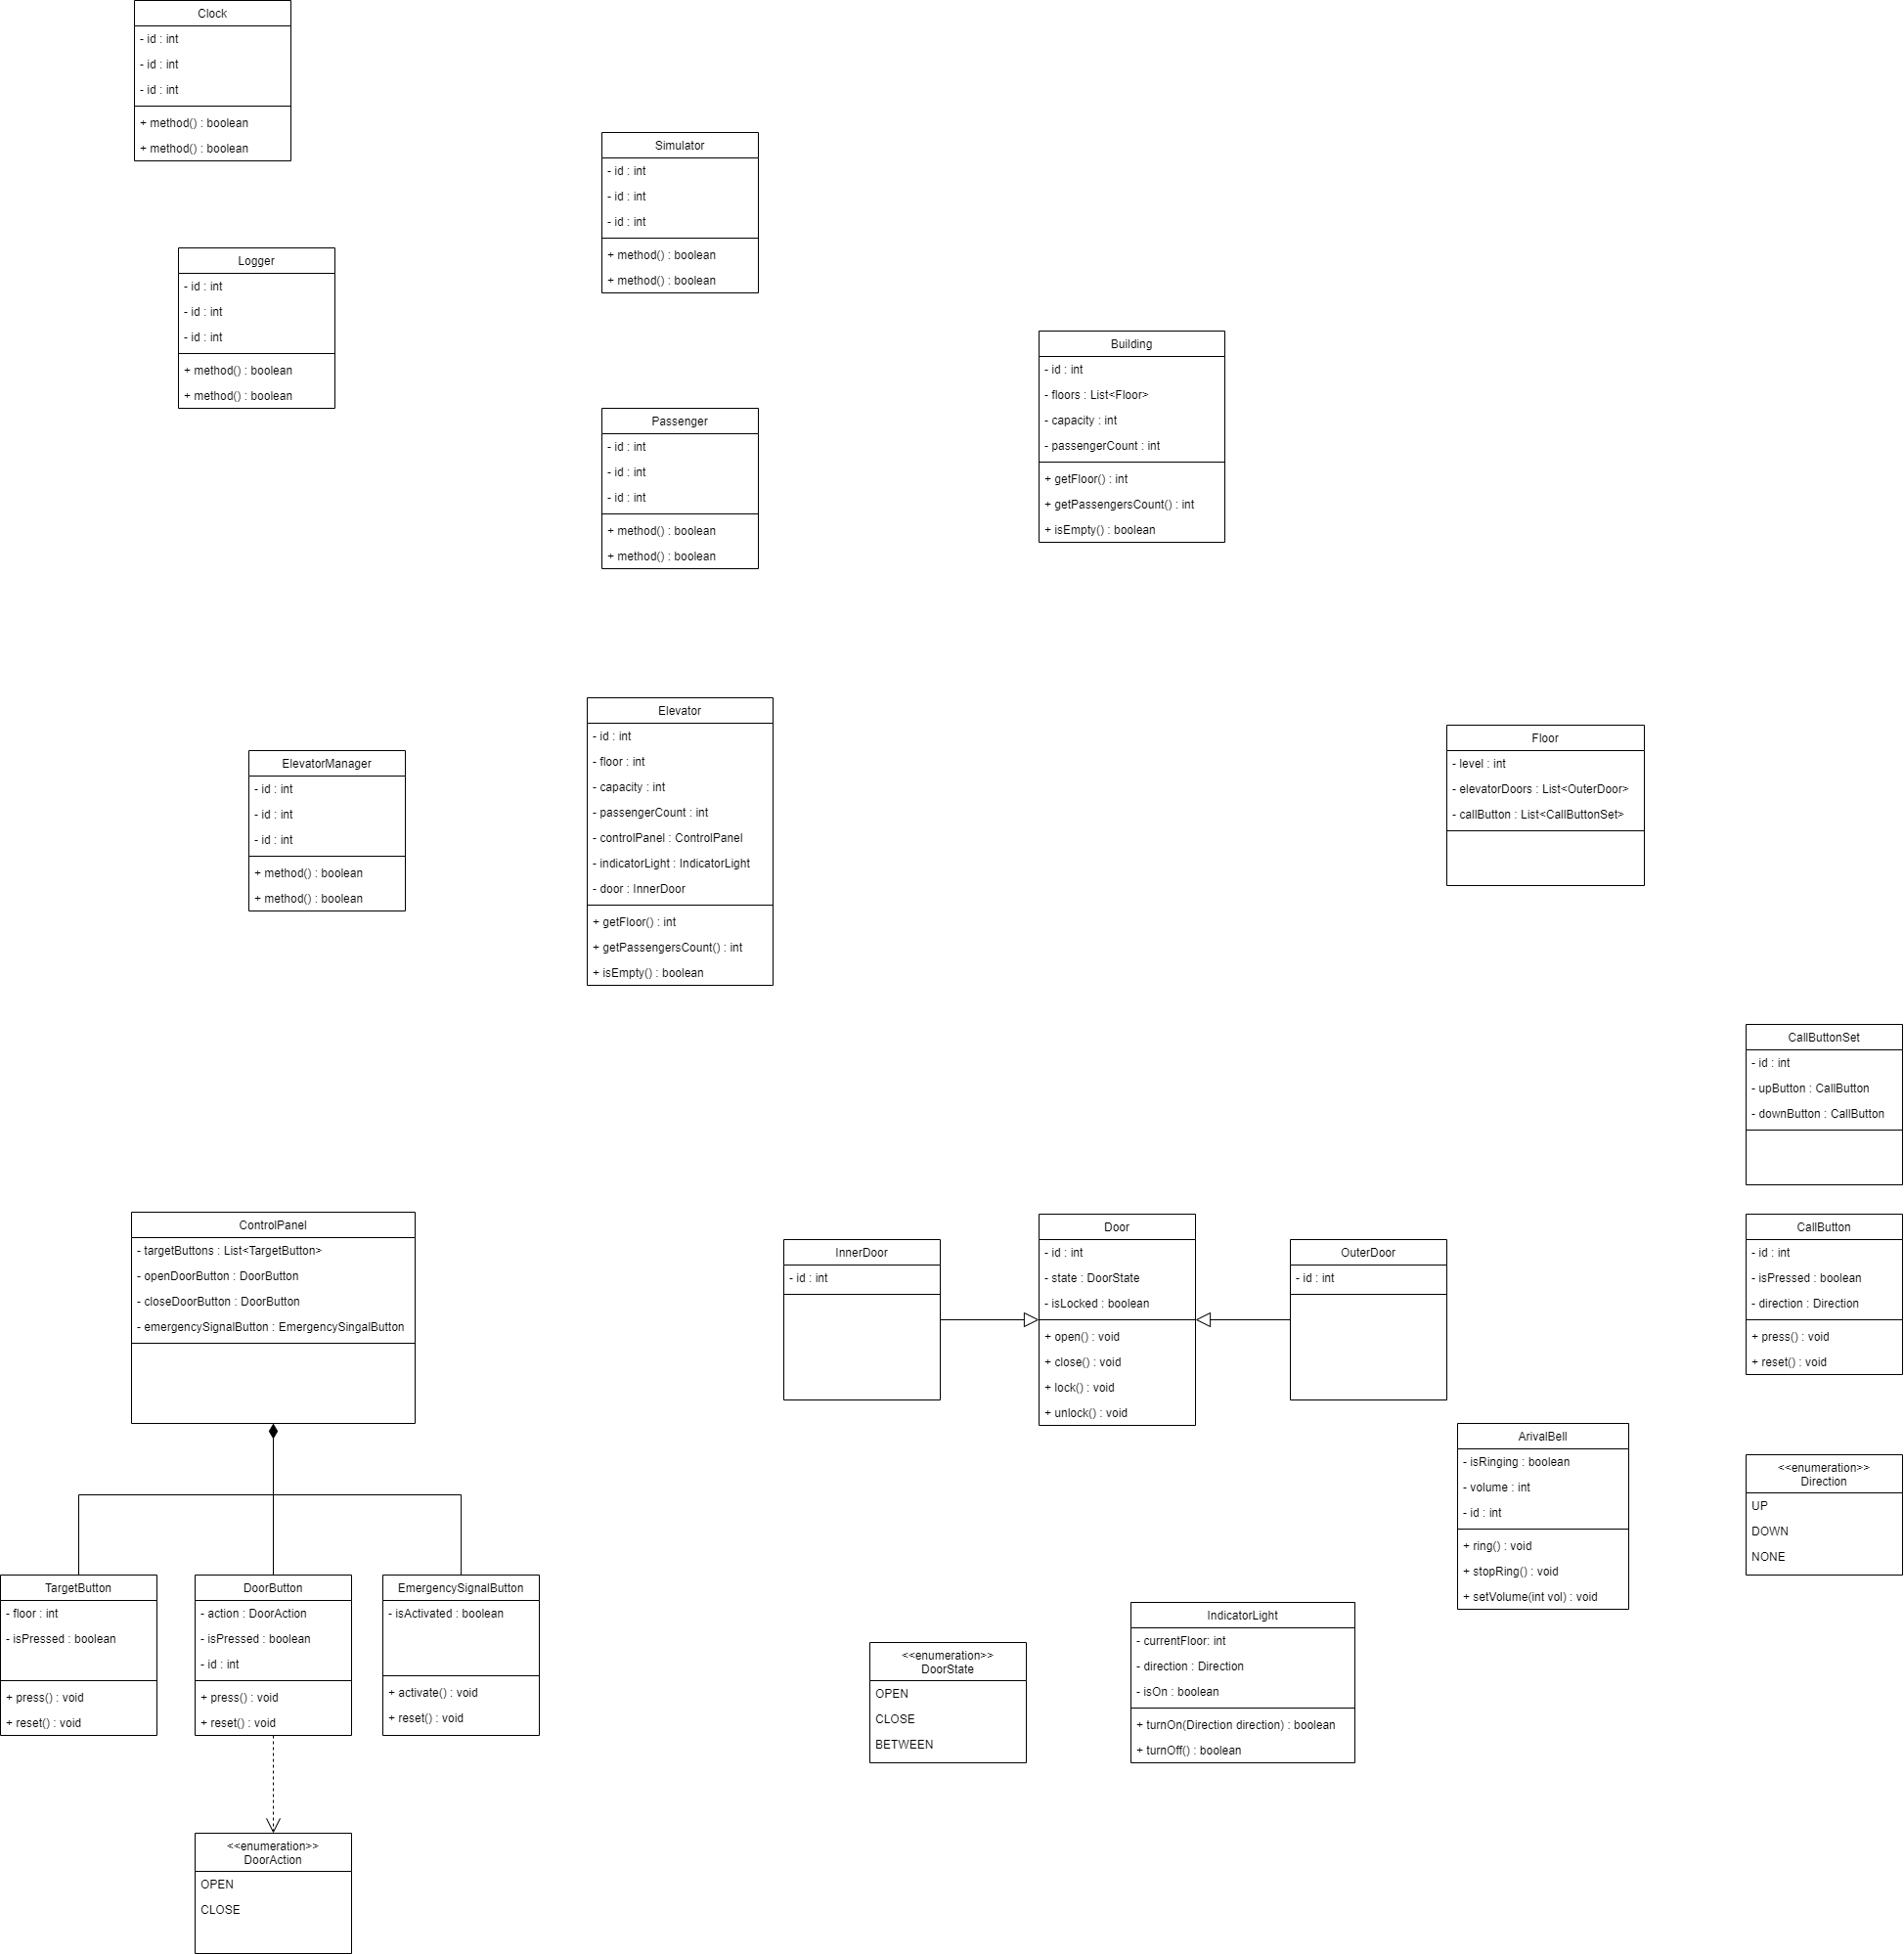 Clock
- id : int
- id : int
- id : int
+ method() : boolean
+ method() : boolean
Simulator
- id : int
- id : int
- id : int
+ method() : boolean
+ method() : boolean
Logger
- id : int
- id : int
- id : int
+ method() : boolean
+ method() : boolean
Building
- id : int
- floors : List<Floor>
- capacity : int
- passengerCount : int
+ getFloor() : int
+ getPassengersCount() : int
+ isEmpty() : boolean
Passenger
- id : int
- id : int
- id : int
+ method() : boolean
+ method() : boolean
Elevator
- id : int
- floor : int
- capacity : int
- passengerCount : int
- controlPanel : ControlPanel
- indicatorLight : IndicatorLight
- door : InnerDoor
+ getFloor() : int
+ getPassengersCount() : int
+ isEmpty() : boolean
Floor
- level : int
- elevatorDoors : List<OuterDoor>
- callButton : List<CallButtonSet>
ElevatorManager
- id : int
- id : int
- id : int
+ method() : boolean
+ method() : boolean
CallButtonSet
- id : int
- upButton : CallButton
- downButton : CallButton
ControlPanel
- targetButtons : List<TargetButton>
- openDoorButton : DoorButton
- closeDoorButton : DoorButton
- emergencySignalButton : EmergencySingalButton
InnerDoor
- id : int
Door
- id : int
- state : DoorState
- isLocked : boolean
+ open() : void
+ close() : void
+ lock() : void
+ unlock() : void
OuterDoor
- id : int
CallButton
- id : int
- isPressed : boolean
- direction : Direction
+ press() : void
+ reset() : void
ArivalBell
- isRinging : boolean
- volume : int
- id : int
+ ring() : void
+ stopRing() : void
+ setVolume(int vol) : void
<<enumeration>>
Direction
UP
DOWN
NONE
TargetButton
- floor : int
- isPressed : boolean
+ press() : void
+ reset() : void
DoorButton
- action : DoorAction
- isPressed : boolean
- id : int
+ press() : void
+ reset() : void
EmergencySignalButton
- isActivated : boolean
+ activate() : void
+ reset() : void
<<enumeration>>
DoorState
OPEN
CLOSE
BETWEEN
IndicatorLight
- currentFloor: int
- direction : Direction
- isOn : boolean
+ turnOn(Direction direction) : boolean
+ turnOff() : boolean
<<enumeration>>
DoorAction
OPEN
CLOSE